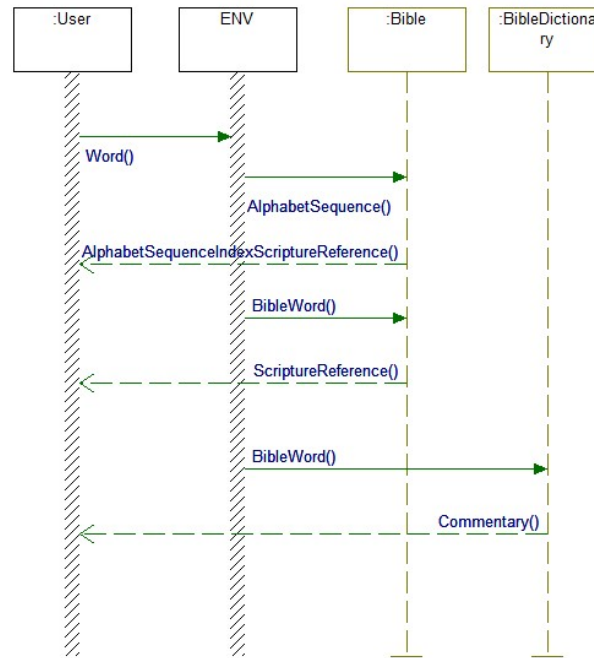 :User
ENV
:Bible
:BibleDictiona
ry
Word()
AlphabetSequence()
AlphabetSequenceIndexScriptureReference()
BibleWord()
ScriptureReference()
BibleWord()
Commentary()